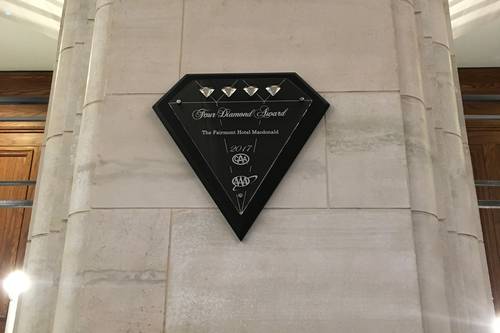 Four Diamond Award
The Fairmont Hotel Macdonald
2017
CAA
AAA